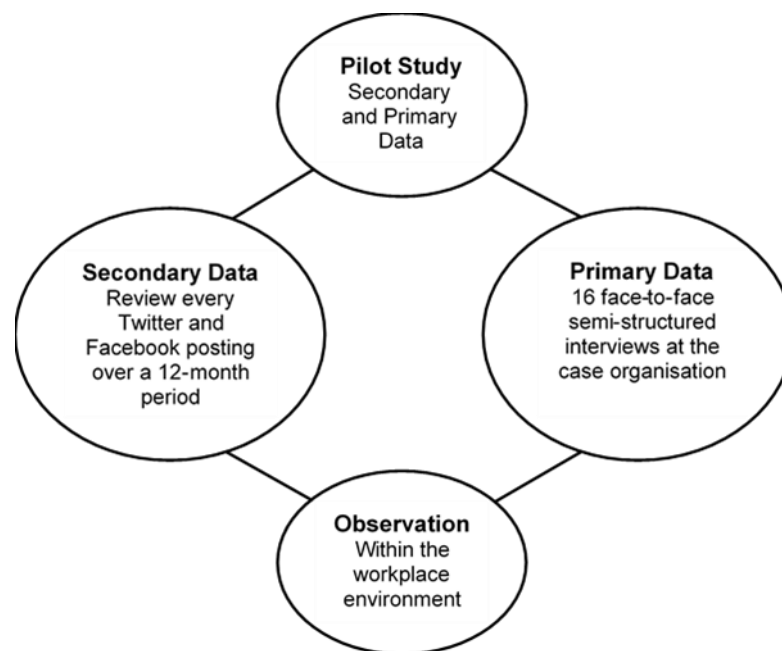 Pilot Study
Secondary
and Primary
Data
Secondary Data
Review every
Twitter and
Facebook posting
over a 12-month
period
Primary Data
16 face-to-face
semi-structured
interviews at the
case organisation
Observation
Within the
workplace
environment